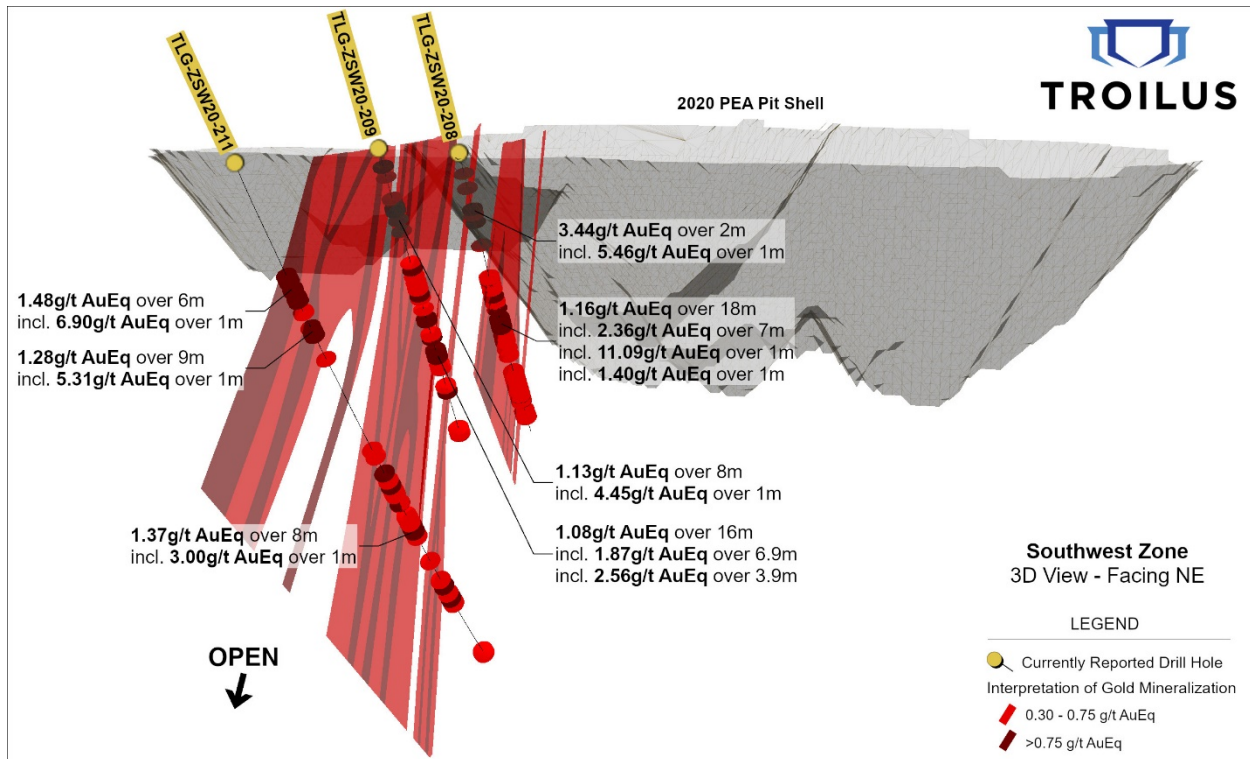 TLG-ZSW20-211
TLG-ZSW20-209
TLG-ZSW20-208
2020 PEA Pit Shell
TROILUS
3.44g/t AuEq over 2m
incl. 5.46g/t AuEq over 1m
1.48g/t AuEq over 6m
incl. 6.90g/t AuEq over 1m
1.28g/t AuEq over 9m
incl. 5.31g/t AuEq over 1m
1.16g/t AuEq over 18m
incl. 2.36g/t AuEq over 7m
incl. 11.09g/t AuEq over 1m
incl. 1.40g/t AuEq over 1m
1.13g/t AuEq over 8m
incl. 4.45g/t AuEq over 1m
1.37g/t AuEq over 8m
incl. 3.00g/t AuEq over 1m
1.08g/t AuEq over 16m
incl. 1.87g/t AuEq over 6.9m
incl. 2.56g/t AuEq over 3.9m
OPEN
Southwest Zone
3D View - Facing NE
LEGEND
Currently Reported Drill Hole
Interpretation of Gold Mineralization
0.30 - 0.75 g/t AuEq
>0.75 g/t AuEq